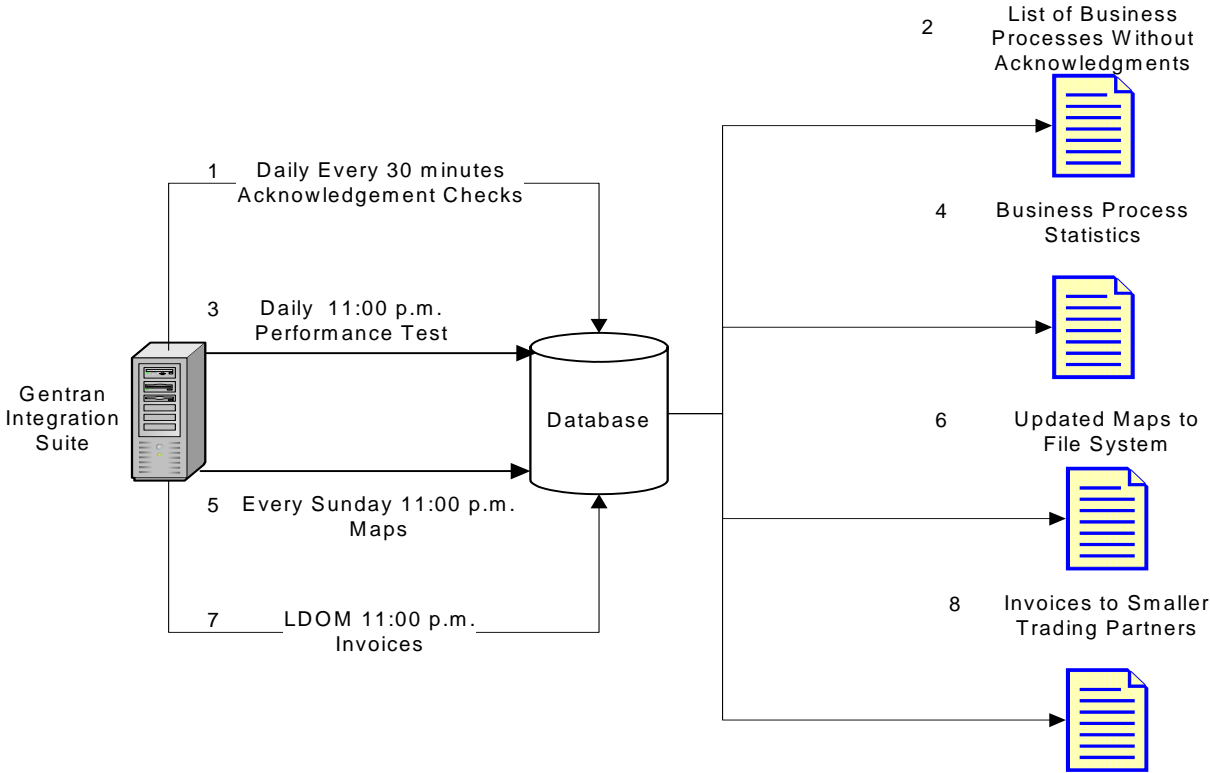 2
List of Business
Processes Without
Acknowledgments
1
Daily Every 30 minutes
Acknowledgement Checks
4
Business Process
Statistics
3
Daily 11:00 p.m.
Performance Test
Gentran
Integration
Suite
Database
6
Updated Maps to
File System
5
Every Sunday 11:00 p.m.
Maps
8
Invoices to Smaller
Trading Partners
7
LDOM 11:00 p.m.
Invoices